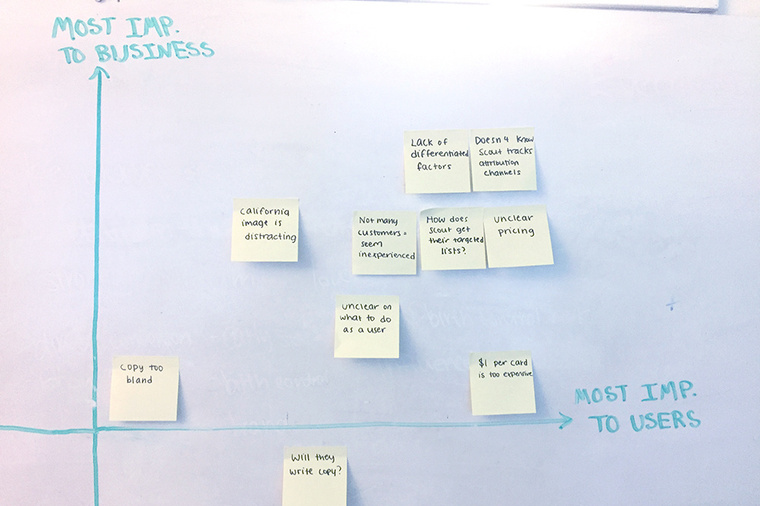 MOST IMP.
TO BUSINESS
Lack of
differentiated
factors
Doesn't know
Scout tracks
attribution
channels
California
image is
distracting
Not many
customers =
seem
inexperienced
How does
Scout get
their targeted
lists?
Unclear
pricing
Unclear on
what to do
as a user
Copy too
bland
$1 per card
is too expensive
MOST IMP.
TO USERS
Will they
write copy?